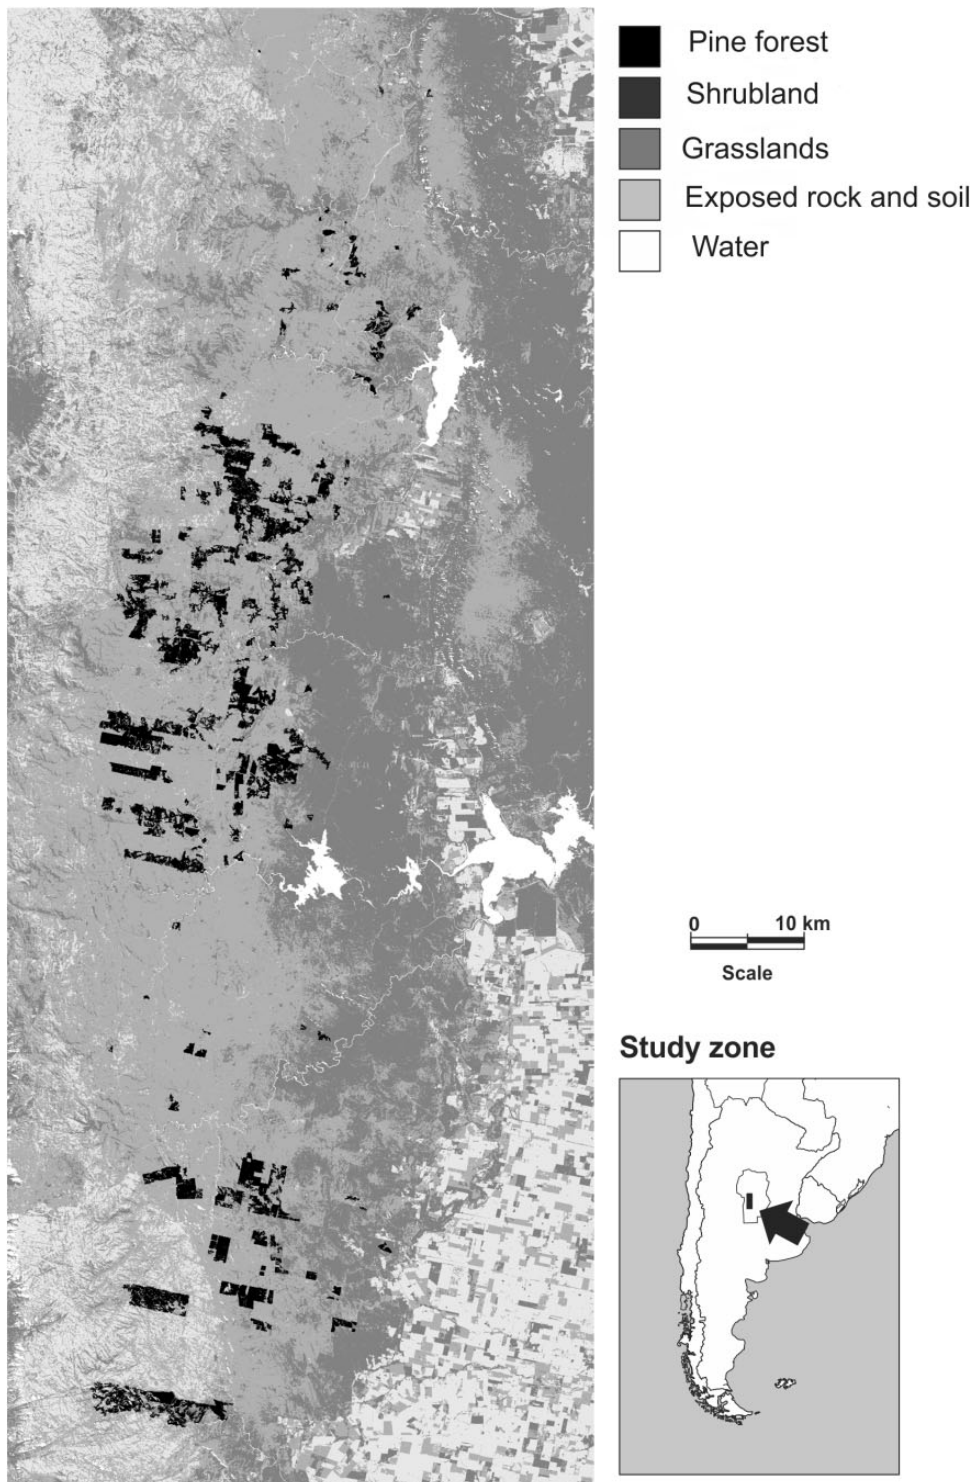 Pine forest
Shrubland
Grasslands
Exposed rock and soil
Water
0 10 km
Scale
Study zone